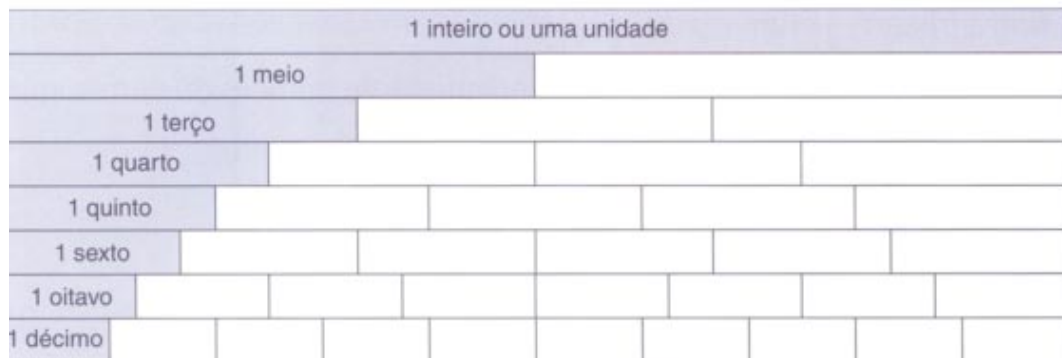 1 inteiro ou uma unidade
1 meio
1 terço
1 quarto
1 quinto
1 sexto
1 oitavo
1 décimo